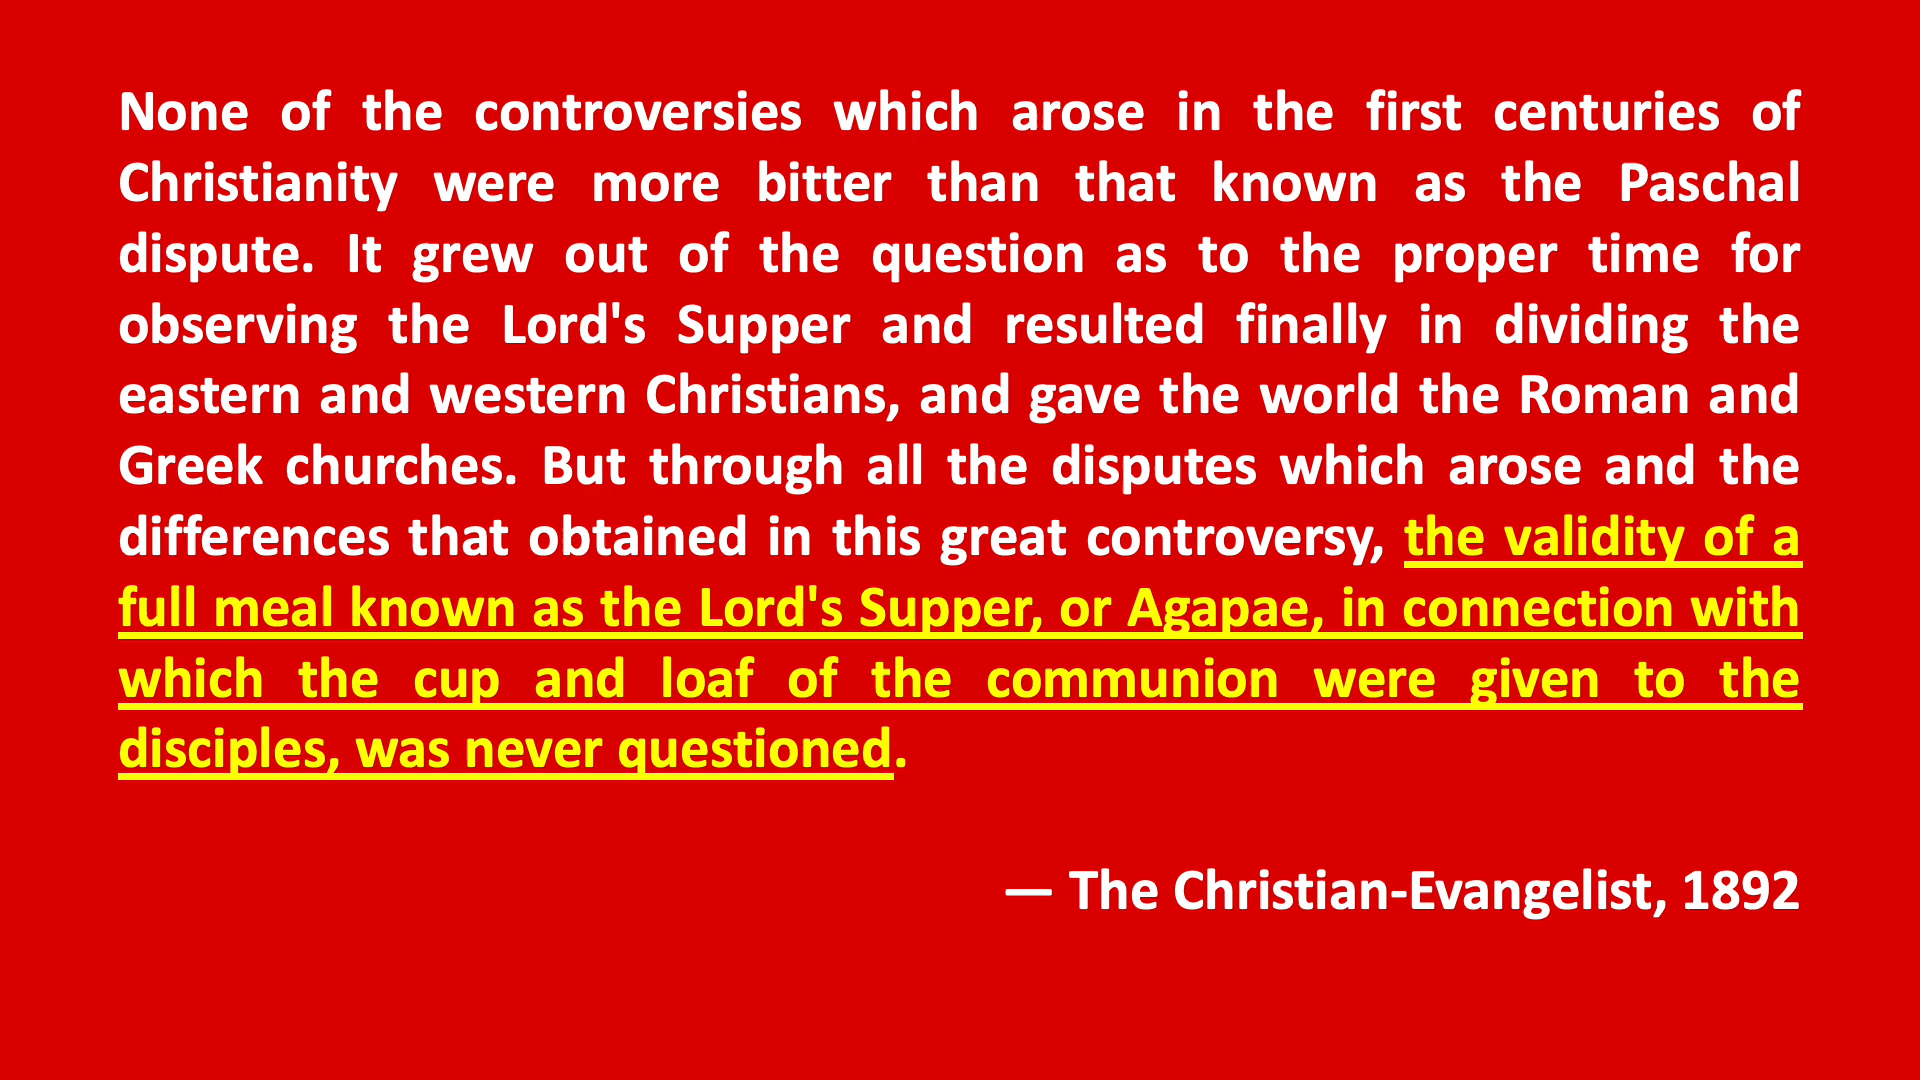 None of the controversies which arose in the first centuries of
Christianity were more bitter than that known as the Paschal
dispute. It grew out of the question as to the proper time for
observing the Lord's Supper and resulted finally in dividing the
eastern and western Christians, and gave the world the Roman and
Greek churches. But through all the disputes which arose and the
differences that obtained in this great controversy, the validity of a
full meal known as the Lord's Supper, or Agapae, in connection with
which the cup and loaf of the communion were given to the
disciples, was never questioned.
— The Christian-Evangelist, 1892